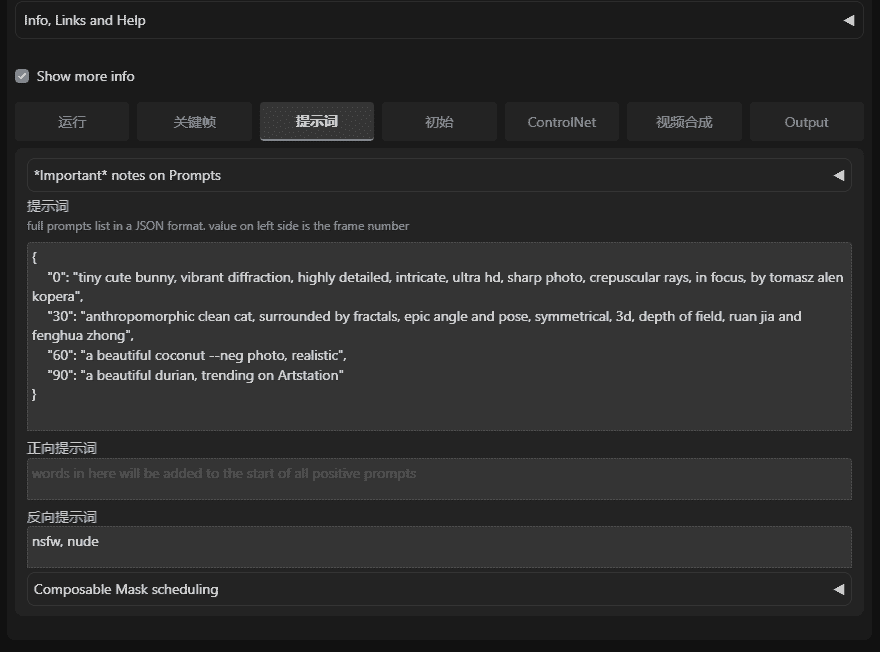 Info, Links and Help
Show more info
运行 关键帧 提示词 初始 ControlNet 视频合成 Output
*Important* notes on Prompts
提示词
full prompts list in a JSON format. value on left side is the frame number
{
"0": "tiny cute bunny, vibrant diffraction, highly detailed, intricate, ultra hd, sharp photo, crepuscular rays, in focus, by tomasz alen
kopera",
"30": "anthropomorphic clean cat, surrounded by fractals, epic angle and pose, symmetrical, 3d, depth of field, ruan jia and
fenghua zhong",
"60": "a beautiful coconut --neg photo, realistic",
"90": "a beautiful durian, trending on Artstation"
}
正向提示词
words in here will be added to the start of all positive prompts
反向提示词
nsfw, nude
Composable Mask scheduling